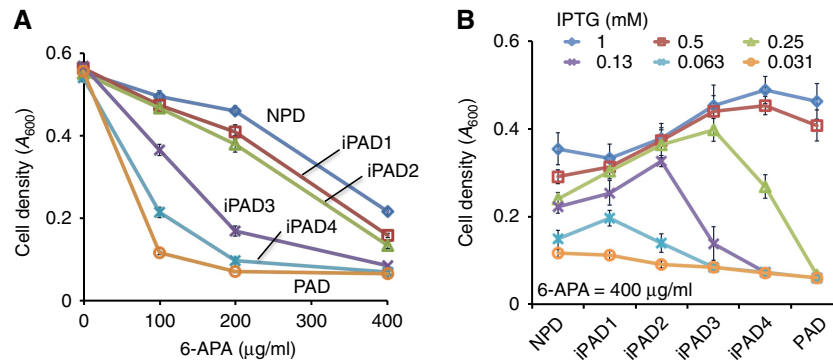 A
Cell density (A600)
0.6
0.4
0.2
0
0
100
200
400
6-APA (µg/ml)
NPD
iPAD1
iPAD2
iPAD3
iPAD4
PAD
B
IPTG (mM)
1
0.5
0.25
0.13
0.063
0.031
Cell density (A600)
0.6
0.4
0.2
0
6-APA = 400 µg/ml
NPD
iPAD1
iPAD2
iPAD3
iPAD4
PAD